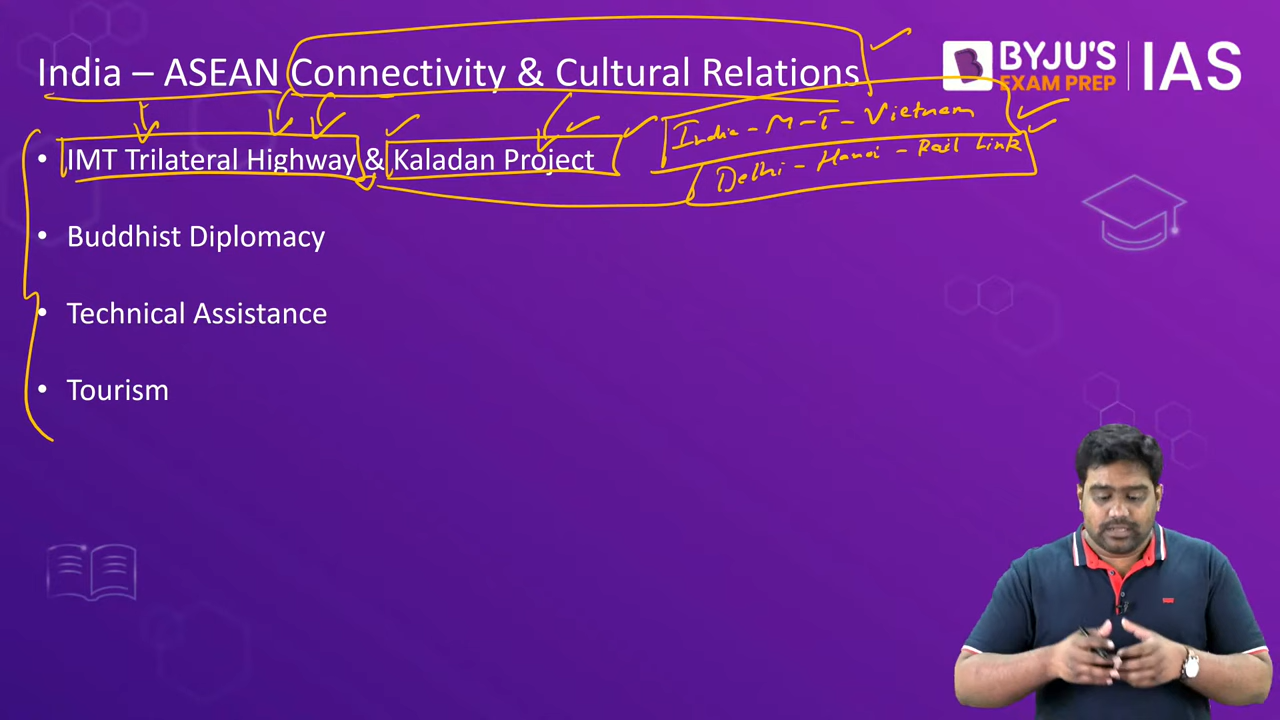 India – ASEAN Connectivity & Cultural Relations
BYJU'S
EXAM PREP
IAS
India - M - T - Vietnam
• IMT Trilateral Highway & Kaladan Project
Delhi - Hanoi - Rail Link
• Buddhist Diplomacy
• Technical Assistance
• Tourism